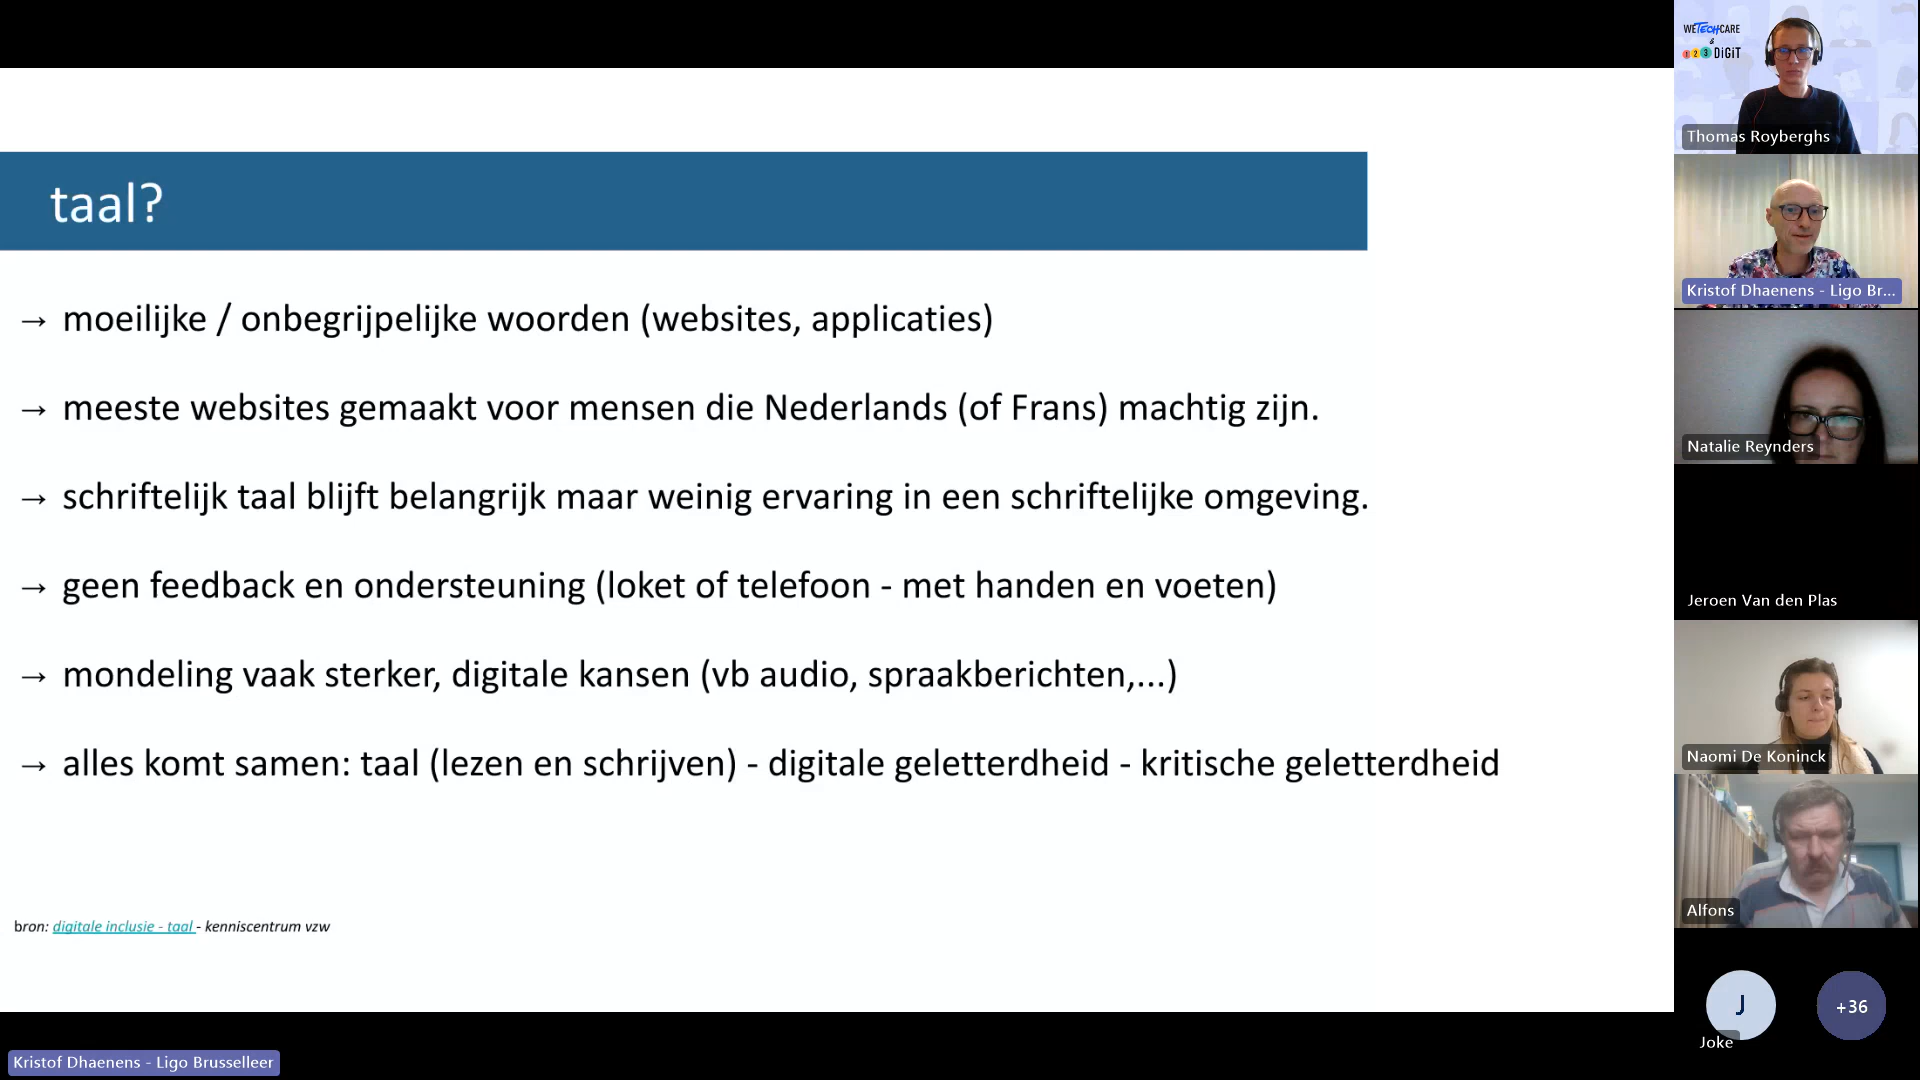 taal?
→ moeilijke / onbegrijpelijke woorden (websites, applicaties)
→ meeste websites gemaakt voor mensen die Nederlands (of Frans) machtig zijn.
→ schriftelijk taal blijft belangrijk maar weinig ervaring in een schriftelijke omgeving.
→ geen feedback en ondersteuning (loket of telefoon - met handen en voeten)
→ mondeling vaak sterker, digitale kansen (vb audio, spraakberichten,...)
→ alles komt samen: taal (lezen en schrijven) - digitale geletterdheid - kritische geletterdheid
bron: digitale inclusie - taal - kenniscentrum vzw
Kristof Dhaenens - Ligo Brusselleer
WETECHCARE
&
1 2 3 DiGiT
Thomas Royberghs
Kristof Dhaenens - Ligo Br...
Natalie Reynders
Jeroen Van den Plas
Naomi De Koninck
Alfons
J
Joke
+36